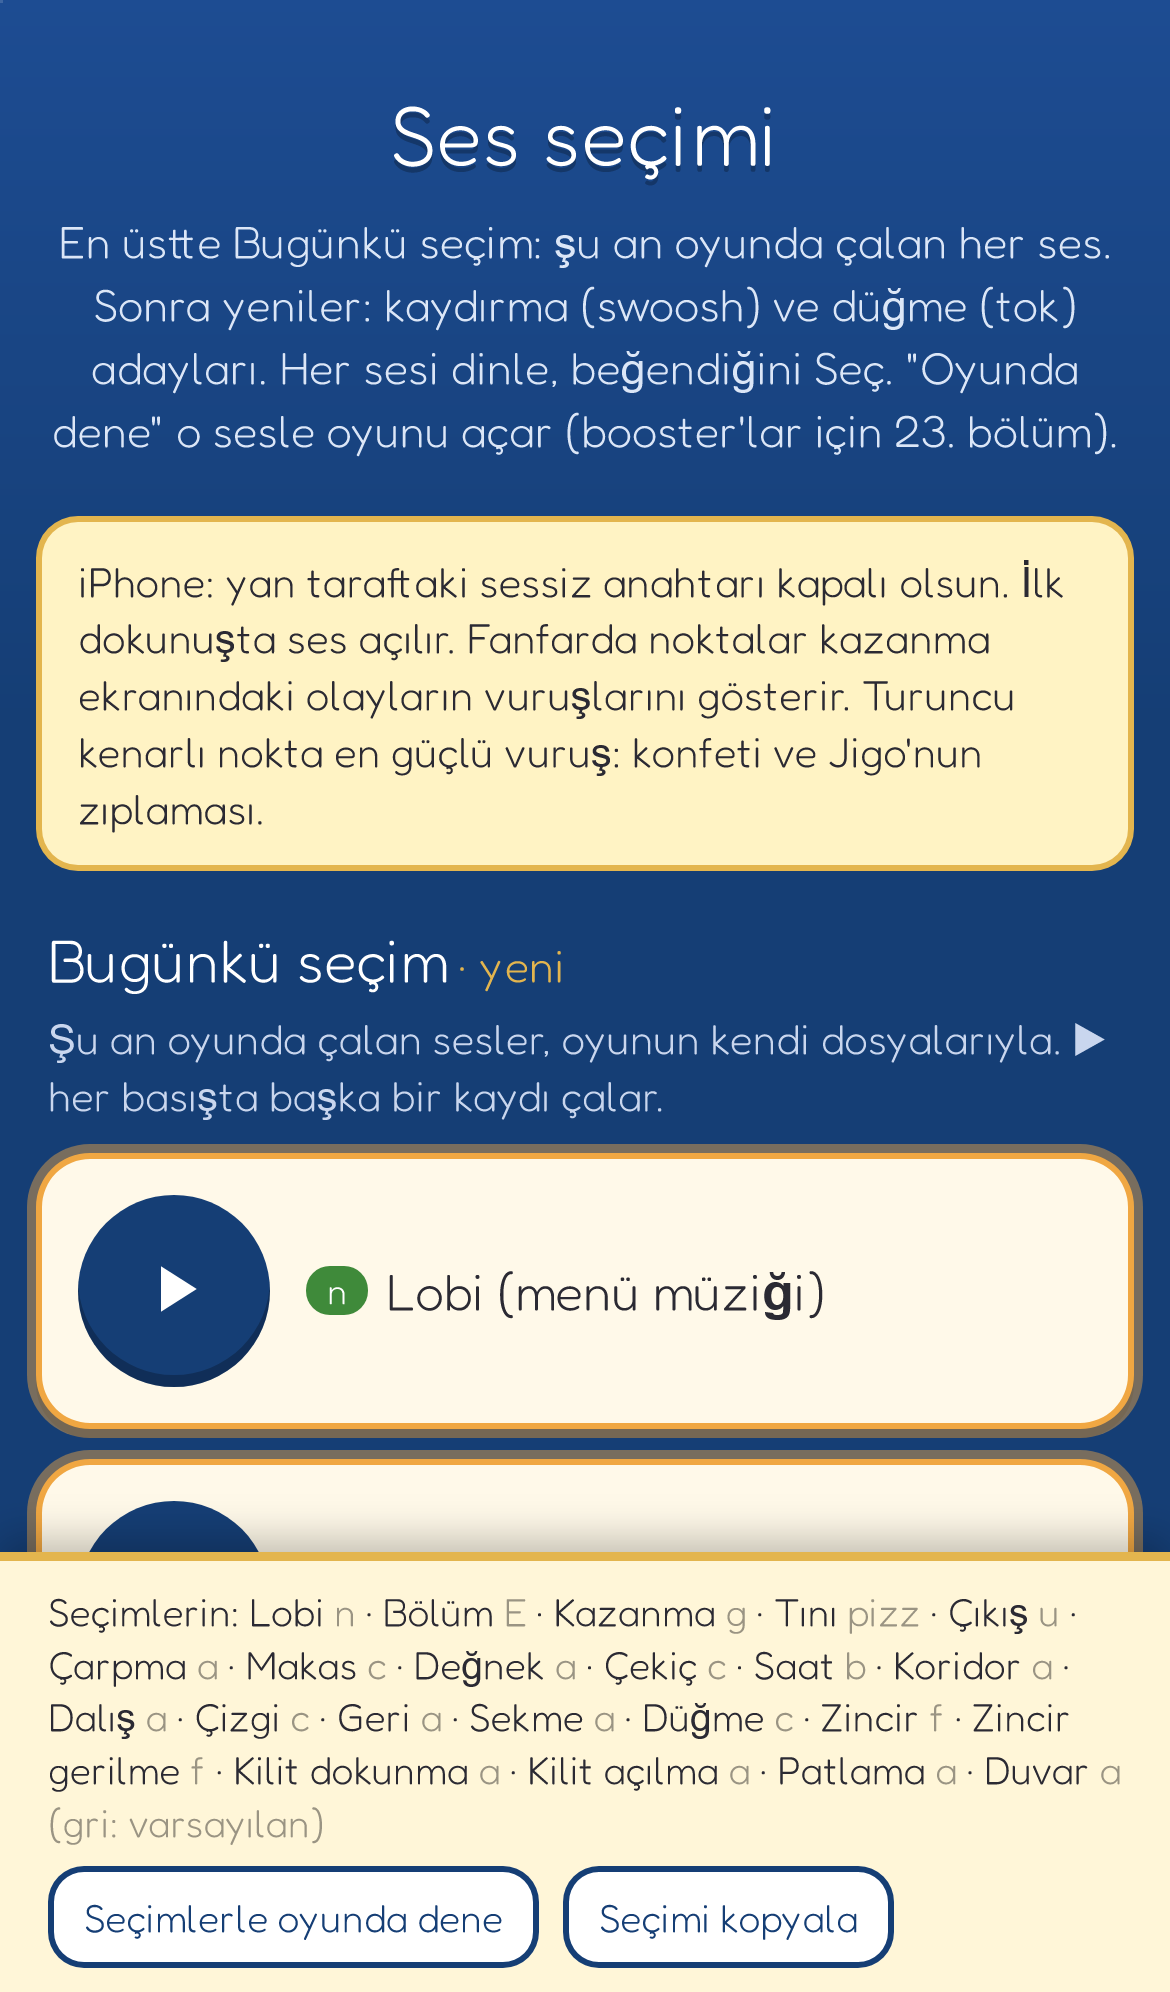 Ses seçimi
En üstte Bugünkü seçim: şu an oyunda çalan her ses.
Sonra yeniler: kaydırma (swoosh) ve düğme (tok)
adayları. Her sesi dinle, beğendiğini Seç. "Oyunda
dene" o sesle oyunu açar (booster'lar için 23. bölüm).
iPhone: yan taraftaki sessiz anahtarı kapalı olsun. İlk
dokunuşta ses açılır. Fanfarda noktalar kazanma
ekranındaki olayların vuruşlarını gösterir. Turuncu
kenarlı nokta en güçlü vuruş: konfeti ve Jigo'nun
zıplaması.
Bugünkü seçim · yeni
Şu an oyunda çalan sesler, oyunun kendi dosyalarıyla. ▶
her basışta başka bir kaydı çalar.
n Lobi (menü müziği)
Seçimlerin: Lobi n · Bölüm E · Kazanma g · Tını pizz · Çıkış u ·
Çarpma a · Makas c · Değnek a · Çekiç c · Saat b · Koridor a ·
Dalış a · Çizgi c · Geri a · Sekme a · Düğme c · Zincir f · Zincir
gerilme f · Kilit dokunma a · Kilit açılma a · Patlama a · Duvar a
(gri: varsayılan)
Seçimlerle oyunda dene
Seçimi kopyala